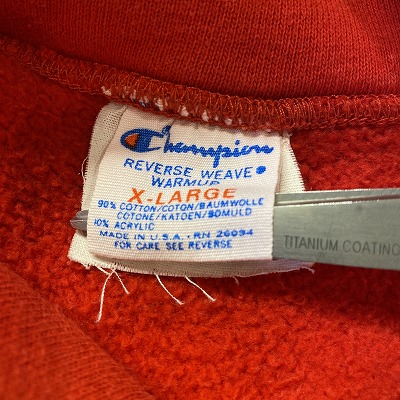 Champion
REVERSE WEAVE®
WARMUP
X-LARGE
90% COTTON/COTON/BAUMWOLLE
COTONE/KATOEN/BOMULD
10% ACRYLIC
MADE IN U.S.A. · RN 26094
FOR CARE SEE REVERSE
TITANIUM COATING